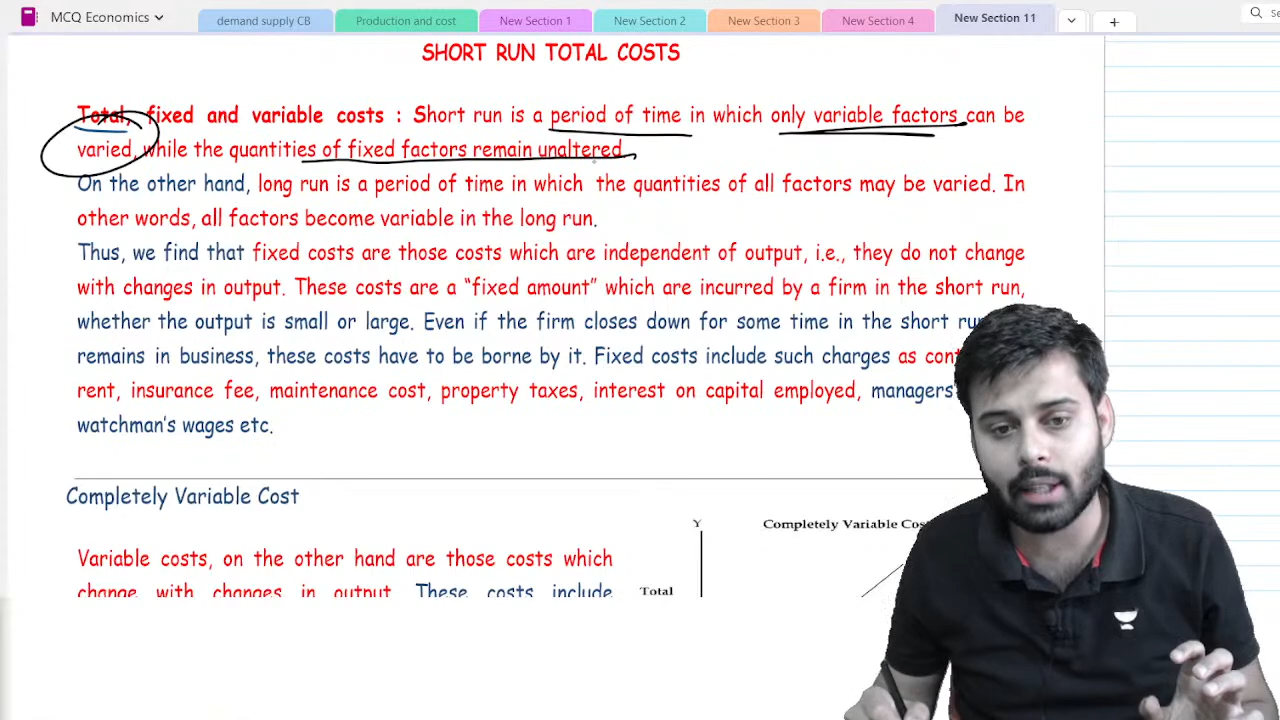 MCQ Economics
demand supply CB
Production and cost
New Section 1
New Section 2
New Section 3
New Section 4
New Section 11
SHORT RUN TOTAL COSTS
Total, fixed and variable costs : Short run is a period of time in which only variable factors can be
varied, while the quantities of fixed factors remain unaltered.
On the other hand, long run is a period of time in which the quantities of all factors may be varied. In
other words, all factors become variable in the long run.
Thus, we find that fixed costs are those costs which are independent of output, i.e., they do not change
with changes in output. These costs are a “fixed amount” which are incurred by a firm in the short run,
whether the output is small or large. Even if the firm closes down for some time in the short
remains in business, these costs have to be borne by it. Fixed costs include such charges as
rent, insurance fee, maintenance cost, property taxes, interest on capital employed, managers'
watchman's wages etc.
Completely Variable Cost
Y
Completely Variable
Variable costs, on the other hand are those costs which
change with changes in output. These costs include
Total